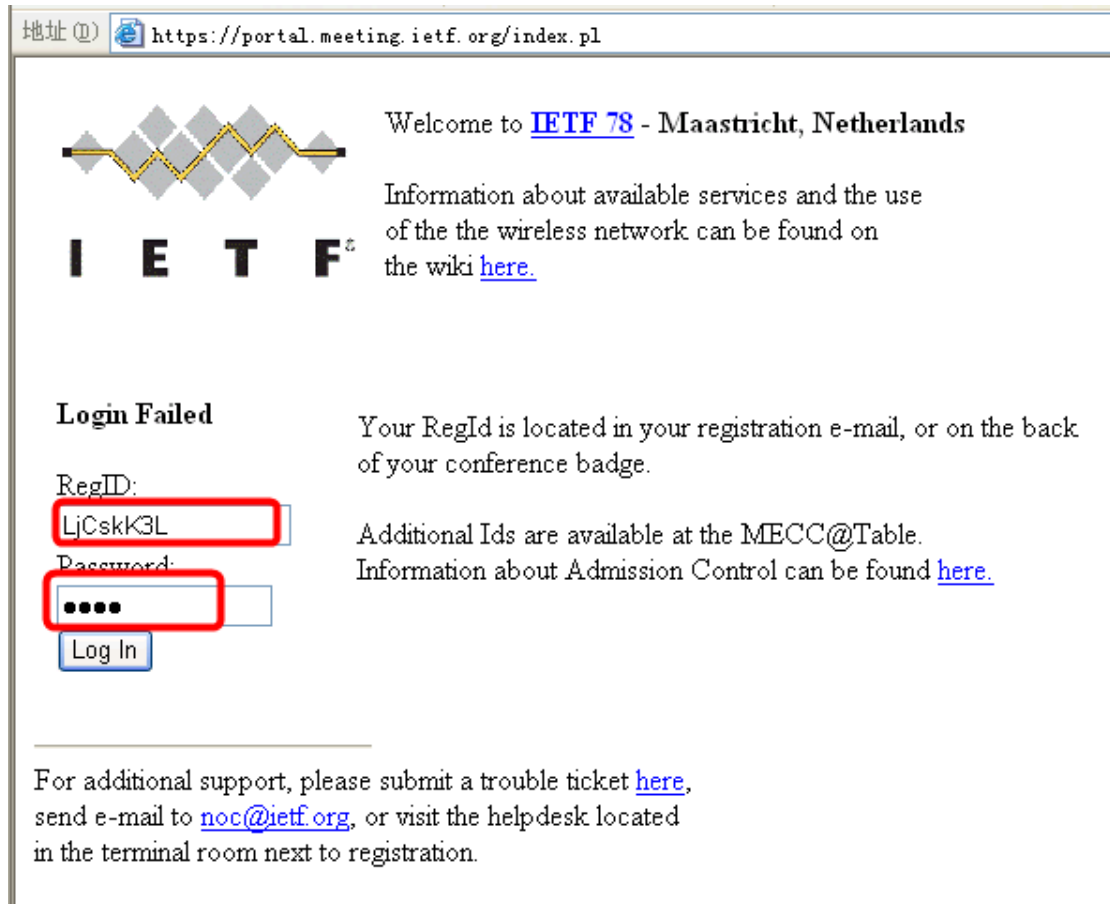 地址(D) https://portal.meeting.ietf.org/index.pl
Welcome to IETF 78 - Maastricht, Netherlands
Information about available services and the use
of the the wireless network can be found on
the wiki here.
I E T F®
Login Failed
Your RegId is located in your registration e-mail, or on the back
of your conference badge.
RegID:
LjCskK3L
Additional Ids are available at the MECC@Table.
Password:
Information about Admission Control can be found here.
••••
Log In
For additional support, please submit a trouble ticket here,
send e-mail to noc@ietf.org, or visit the helpdesk located
in the terminal room next to registration.